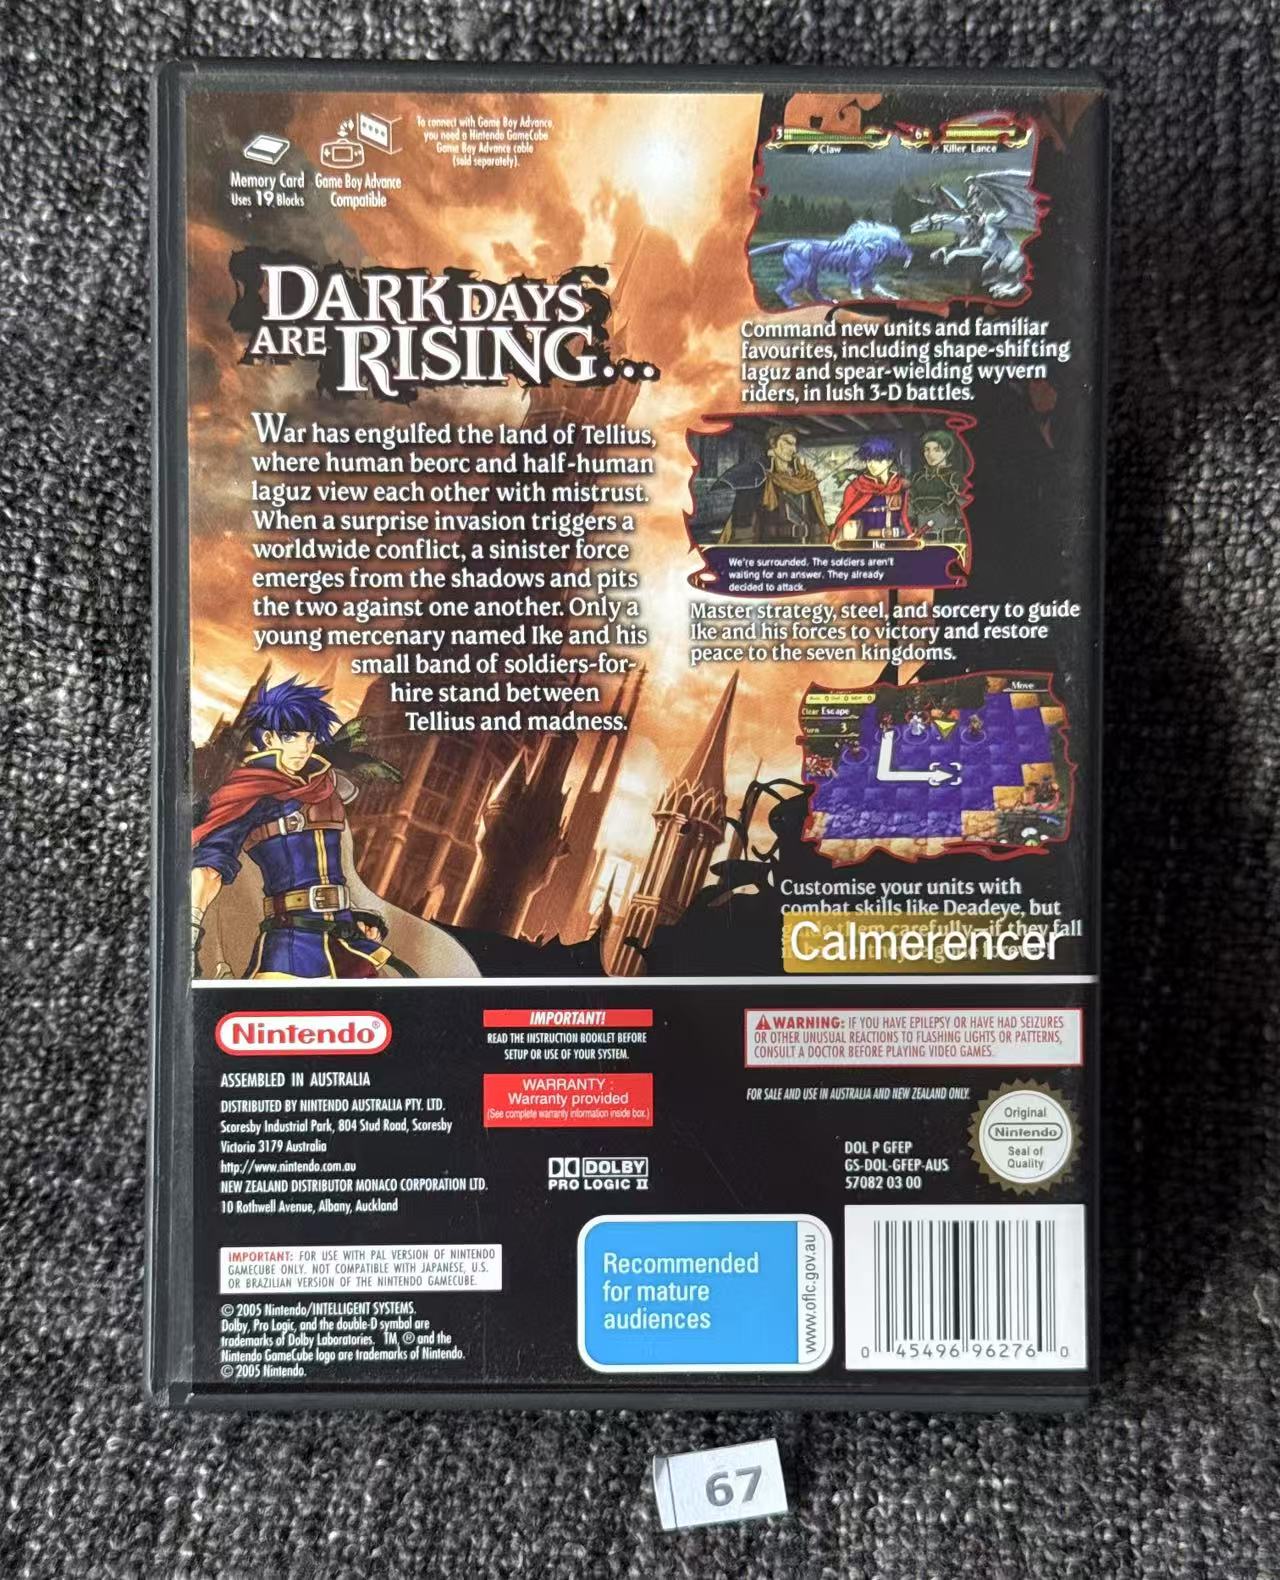 Memory Card
Uses 19 Blocks
Game Boy Advance
Compatible
To connect with Game Boy Advance,
you need a Nintendo GameCube
Game Boy Advance cable
(sold separately).
DARK DAYS
ARE RISING...
War has engulfed the land of Tellius,
where human beorc and half-human
laguz view each other with mistrust.
When a surprise invasion triggers a
worldwide conflict, a sinister force
emerges from the shadows and pits
the two against one another. Only a
young mercenary named Ike and his
small band of soldiers-for-
hire stand between
Tellius and madness.
3
Claw
6
Killer Lance
Command new units and familiar
favourites, including shape-shifting
laguz and spear-wielding wyvern
riders, in lush 3-D battles.
Ike
We're surrounded. The soldiers aren't
waiting for an answer. They already
decided to attack.
Master strategy, steel, and sorcery to guide
Ike and his forces to victory and restore
peace to the seven kingdoms.
Move
Clear Escape
Turn 3
Customise your units with
combat skills like Deadeye, but
them carefully—if they fall
Calmerencer
Nintendo®
ASSEMBLED IN AUSTRALIA
DISTRIBUTED BY NINTENDO AUSTRALIA PTY. LTD.
Scoresby Industrial Park, 804 Stud Road, Scoresby
Victoria 3179 Australia
http://www.nintendo.com.au
NEW ZEALAND DISTRIBUTOR MONACO CORPORATION LTD.
10 Rothwell Avenue, Albany, Auckland
IMPORTANT: FOR USE WITH PAL VERSION OF NINTENDO
GAMECUBE ONLY. NOT COMPATIBLE WITH JAPANESE, U.S.
OR BRAZILIAN VERSION OF THE NINTENDO GAMECUBE.
© 2005 Nintendo/INTELLIGENT SYSTEMS.
Dolby, Pro Logic, and the double-D symbol are
trademarks of Dolby Laboratories. TM, ® and the
Nintendo GameCube logo are trademarks of Nintendo.
© 2005 Nintendo.
IMPORTANT!
READ THE INSTRUCTION BOOKLET BEFORE
SETUP OR USE OF YOUR SYSTEM.
WARRANTY :
Warranty provided
(See complete warranty information inside box.)
DOLBY
PRO LOGIC II
WARNING: IF YOU HAVE EPILEPSY OR HAVE HAD SEIZURES
OR OTHER UNUSUAL REACTIONS TO FLASHING LIGHTS OR PATTERNS,
CONSULT A DOCTOR BEFORE PLAYING VIDEO GAMES.
FOR SALE AND USE IN AUSTRALIA AND NEW ZEALAND ONLY.
DOL P GFEP
GS-DOL-GFEP-AUS
57082 03 00
Original
Nintendo
Seal of
Quality
Recommended
for mature
audiences
www.oflc.gov.au
0 45496 96276 0
67